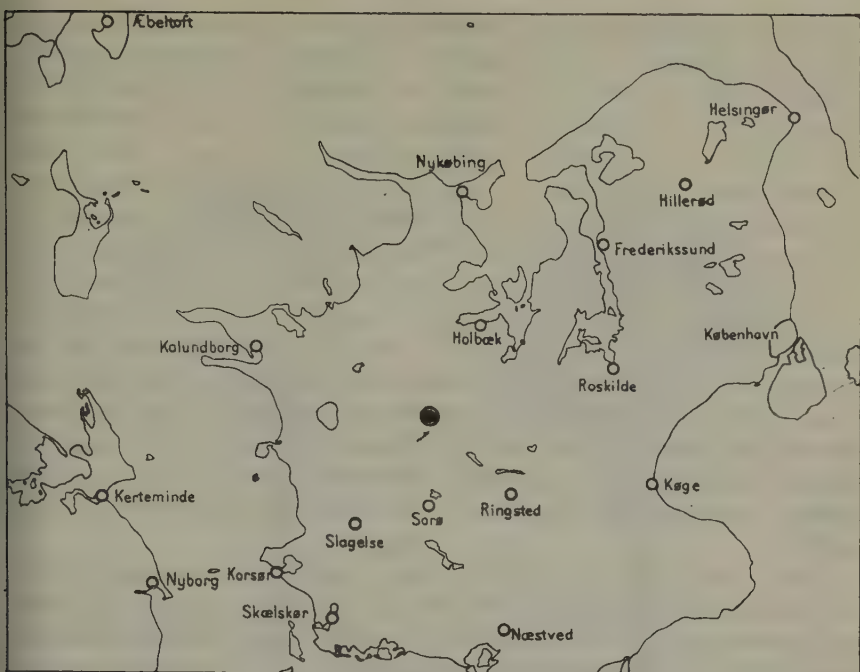 Æbeltoft
Helsingør
Nykøbing
Hillerød
Frederikssund
København
Holbæk
Kalundborg
Roskilde
Køge
Kerteminde
Ringsted
Sorø
Slagelse
Nyborg
Korsør
Skælskør
Næstved